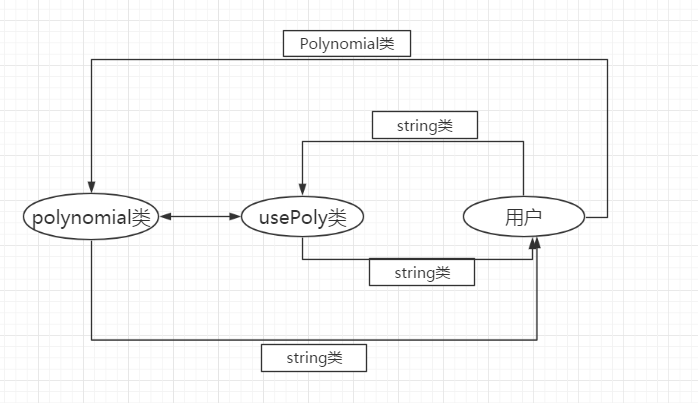 Polynomial类
string类
polynomial类
usePoly类
用户
string类
string类